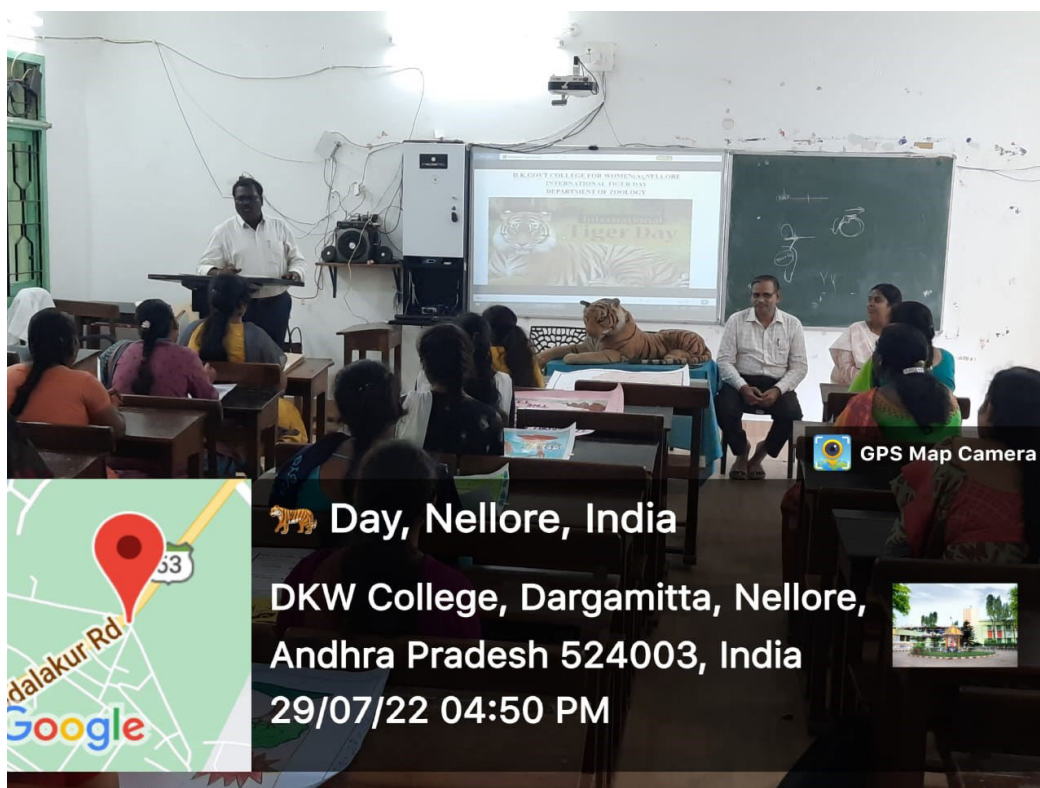 D.K.GOVT COLLEGE FOR WOMEN(A),NELLORE
INTERNATIONAL TIGER DAY
DEPARTMENT OF ZOOLOGY
International
Tiger Day
GPS Map Camera
🐅 Day, Nellore, India
DKW College, Dargamitta, Nellore,
Andhra Pradesh 524003, India
29/07/22 04:50 PM
53
dalakur Rd
Google